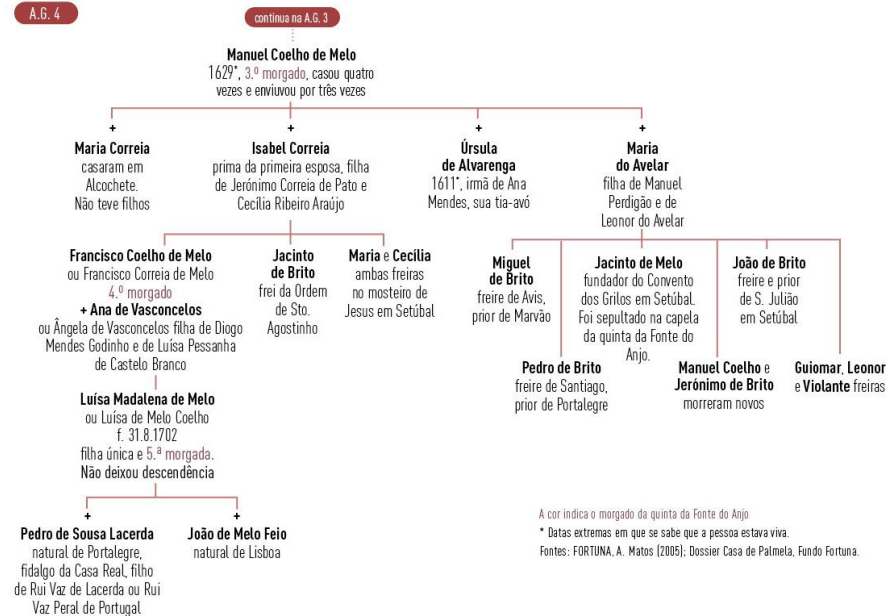 A.G. 4
continua na A.G. 3
Manuel Coelho de Melo
1629*, 3.º morgado, casou quatro
vezes e enviuvou por três vezes
+
Maria Correia
casaram em
Alcochete.
Não teve filhos
+
Isabel Correia
prima da primeira esposa, filha
de Jerónimo Correia de Pato e
Cecília Ribeiro Araújo
+
Úrsula
de Alvarenga
1611*, irmã de Ana
Mendes, sua tia-avó
+
Maria
do Avelar
filha de Manuel
Perdigão e de
Leonor do Avelar
Francisco Coelho de Melo
ou Francisco Correia de Melo
4.º morgado
+ Ana de Vasconcelos
ou Ângela de Vasconcelos filha de Diogo
Mendes Godinho e de Luísa Pessanha
de Castelo Branco
Jacinto
de Brito
frei da Ordem
de Sto.
Agostinho
Maria e Cecília
ambas freiras
no mosteiro de
Jesus em Setúbal
Miguel
de Brito
freire de Avis,
prior de Marvão
Jacinto de Melo
fundador do Convento
dos Grilos em Setúbal.
Foi sepultado na capela
da quinta da Fonte do
Anjo.
João de Brito
freire e prior
de S. Julião
em Setúbal
Pedro de Brito
freire de Santiago,
prior de Portalegre
Manuel Coelho e
Jerónimo de Brito
morreram novos
Guiomar, Leonor
e Violante freiras
Luísa Madalena de Melo
ou Luísa de Melo Coelho
f. 31.8.1702
filha única e 5.ª morgada.
Não deixou descendência
+
Pedro de Sousa Lacerda
natural de Portalegre,
fidalgo da Casa Real, filho
de Rui Vaz de Lacerda ou Rui
Vaz Peral de Portugal
+
João de Melo Feio
natural de Lisboa
A cor indica o morgado da quinta da Fonte do Anjo
* Datas extremas em que se sabe que a pessoa estava viva.
Fontes: FORTUNA, A. Matos (2005); Dossier Casa de Palmela, Fundo Fortuna.